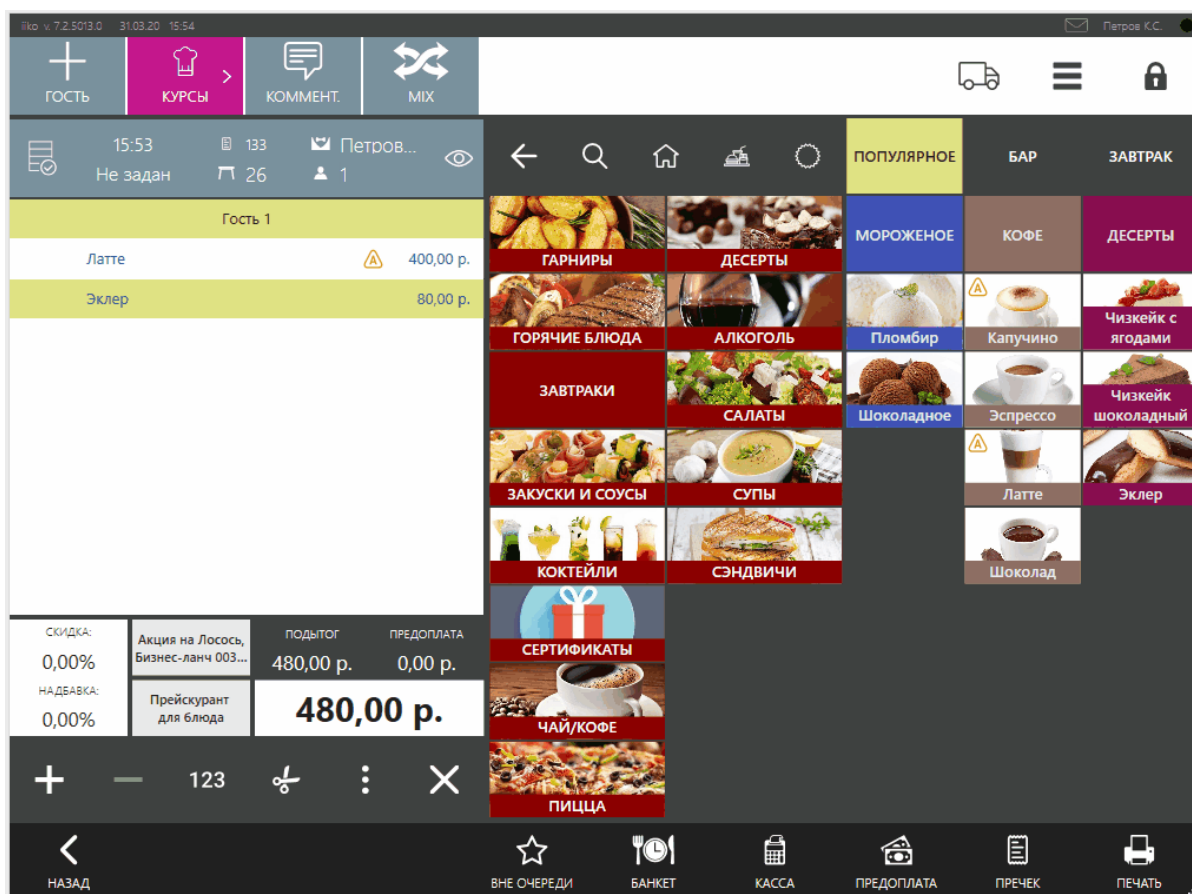 iiko v. 7.2.5013.0 31.03.20 15:54 Петров К.С.
ГОСТЬ КУРСЫ КОММЕНТ. MIX
15:53 133 Петров...
Не задан 26 1
Гость 1
Латте 400,00 р.
Эклер 80,00 р.
СКИДКА:
0,00%
НАДБАВКА:
0,00%
Акция на Лосось,
Бизнес-ланч 003...
Прейскурант
для блюда
ПОДЫТОГ ПРЕДОПЛАТА
480,00 р. 0,00 р.
480,00 р.
123
ГАРНИРЫ ДЕСЕРТЫ
ГОРЯЧИЕ БЛЮДА АЛКОГОЛЬ
ЗАВТРАКИ САЛАТЫ
ЗАКУСКИ И СОУСЫ СУПЫ
КОКТЕЙЛИ СЭНДВИЧИ
СЕРТИФИКАТЫ
ЧАЙ/КОФЕ
ПИЦЦА
ПОПУЛЯРНОЕ БАР ЗАВТРАК
МОРОЖЕНОЕ КОФЕ ДЕСЕРТЫ
Пломбир
Шоколадное
A
Капучино
Эспрессо
A
Латте
Шоколад
Чизкейк с
ягодами
Чизкейк
шоколадный
Эклер
НАЗАД ВНЕ ОЧЕРЕДИ БАНКЕТ КАССА ПРЕДОПЛАТА ПРЕЧЕК ПЕЧАТЬ